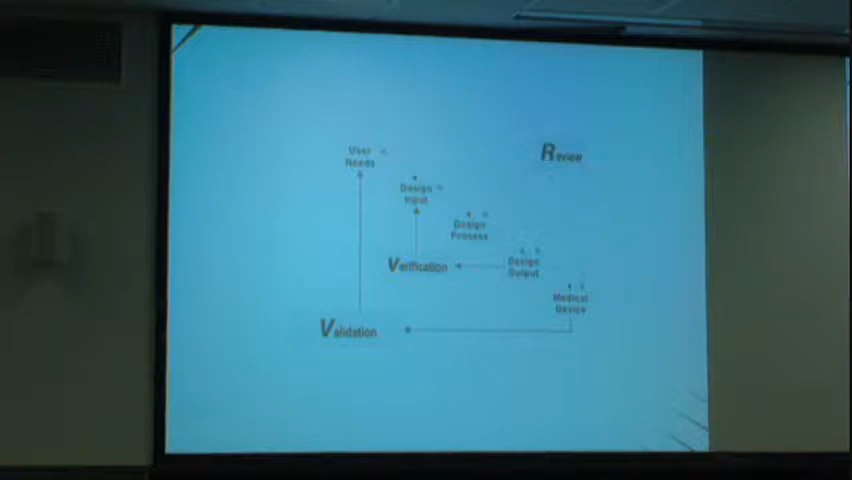 User
Needs
Review
Design
Input
Design
Process
Verification
Design
Output
Medical
Device
Validation